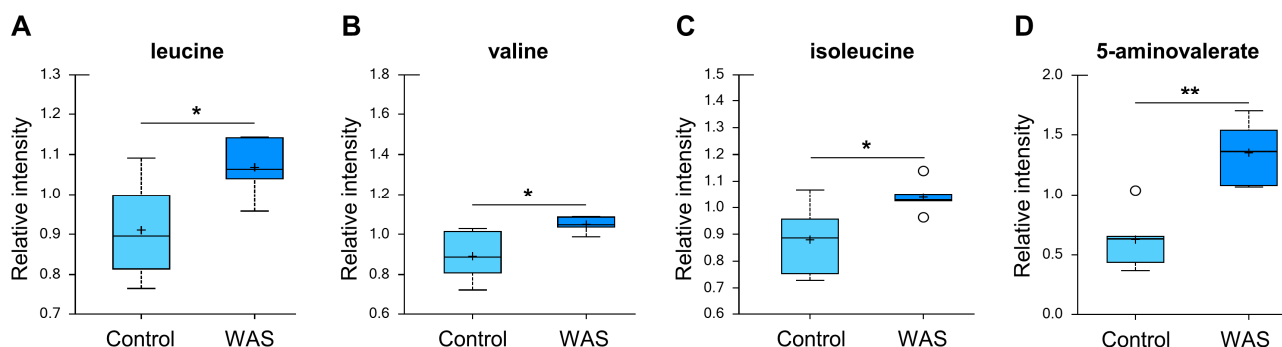 A
leucine
Relative intensity
1.3
1.2
1.1
1.0
0.9
0.8
0.7
*
Control
WAS
B
valine
Relative intensity
1.8
1.6
1.4
1.2
1.0
0.8
0.6
*
Control
WAS
C
isoleucine
Relative intensity
1.5
1.4
1.3
1.2
1.1
1.0
0.9
0.8
0.7
0.6
*
Control
WAS
D
5-aminovalerate
Relative intensity
2.0
1.5
1.0
0.5
0.0
**
Control
WAS